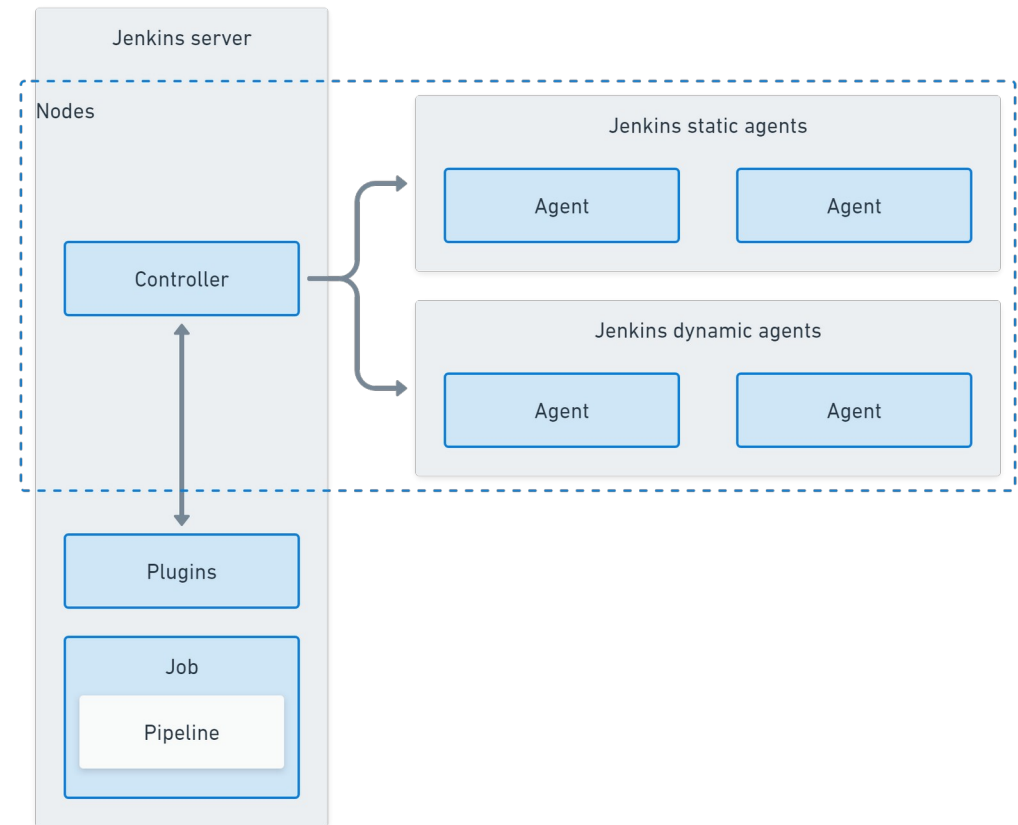 Jenkins server
Nodes
Jenkins static agents
Agent
Agent
Controller
Jenkins dynamic agents
Agent
Agent
Plugins
Job
Pipeline